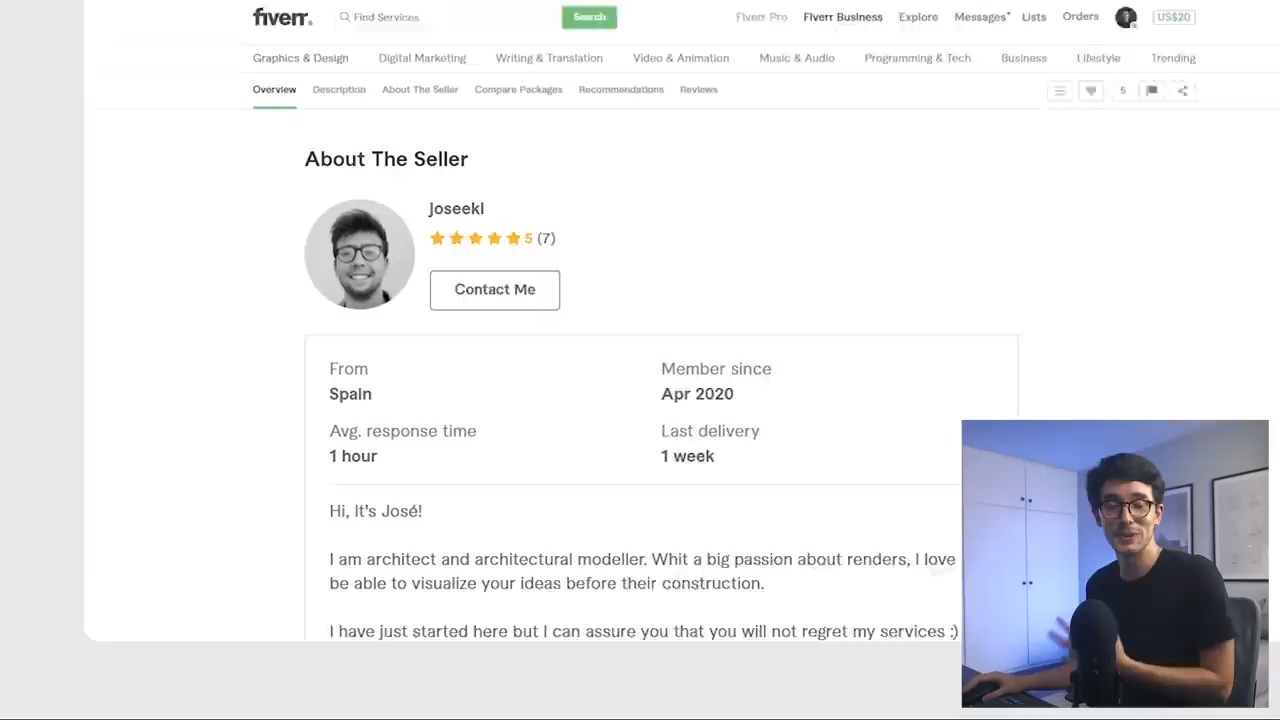 fiverr.
Find Services
Search
Fiverr Pro
Fiverr Business
Explore
Messages
Lists
Orders
US$20
Graphics & Design
Digital Marketing
Writing & Translation
Video & Animation
Music & Audio
Programming & Tech
Business
Lifestyle
Trending
Overview
Description
About The Seller
Compare Packages
Recommendations
Reviews
5
About The Seller
joseekl
5 (7)
Contact Me
From
Spain
Member since
Apr 2020
Avg. response time
1 hour
Last delivery
1 week
Hi, It's José!
I am architect and architectural modeller. Whit a big passion about renders, I love
be able to visualize your ideas before their construction.
I have just started here but I can assure you that you will not regret my services :)